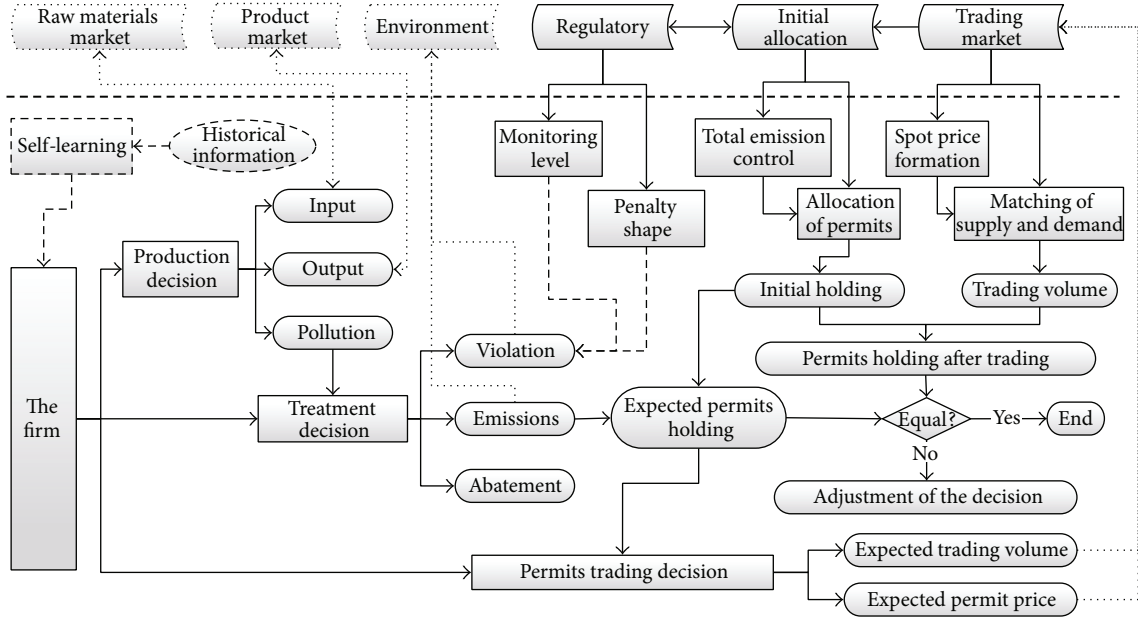 Raw materials
market
Product
market
Environment
Regulatory
Initial
allocation
Trading
market
Self-learning
Historical
information
Monitoring
level
Total emission
control
Spot price
formation
Input
Penalty
shape
Allocation
of permits
Matching of
supply and demand
Production
decision
Output
Initial holding
Trading volume
Pollution
Violation
Permits holding after trading
The
firm
Treatment
decision
Emissions
Expected permits
holding
Equal?
Yes
End
No
Abatement
Adjustment of the decision
Permits trading decision
Expected trading volume
Expected permit price